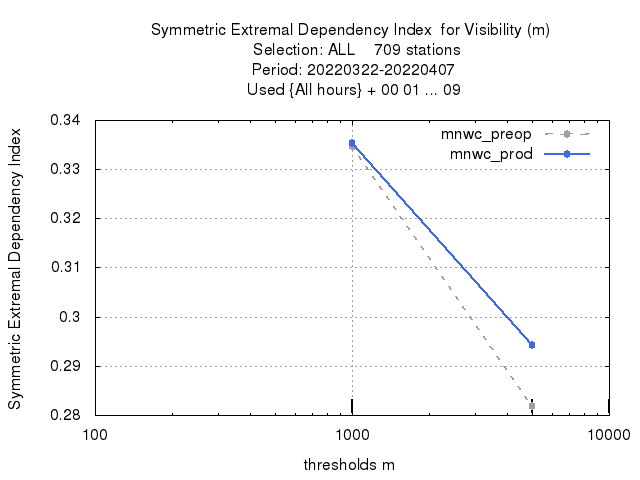 Symmetric Extremal Dependency Index  for Visibility (m)
Selection: ALL    709 stations
Period: 20220322-20220407
Used {All hours} + 00 01 ... 09
mnwc_preop
mnwc_prod
Symmetric Extremal Dependency Index
0.34
0.33
0.32
0.31
0.3
0.29
0.28
100
1000
10000
thresholds m